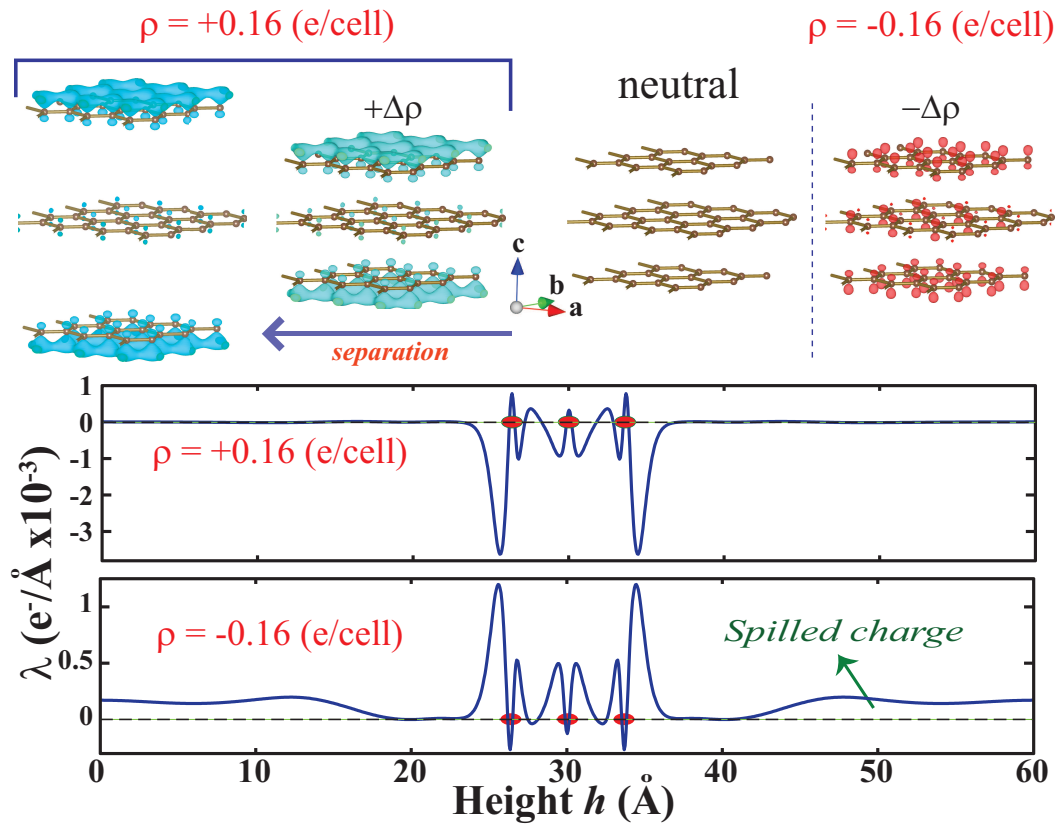 ρ = +0.16 (e/cell)
ρ = -0.16 (e/cell)
neutral
+Δρ
−Δρ
c
b
a
separation
1
0
-1
-2
-3
ρ = +0.16 (e/cell)
λ (e⁻/Å x10⁻³)
1
0.5
0
ρ = -0.16 (e/cell)
Spilled charge
0 10 20 30 40 50 60
Height h (Å)